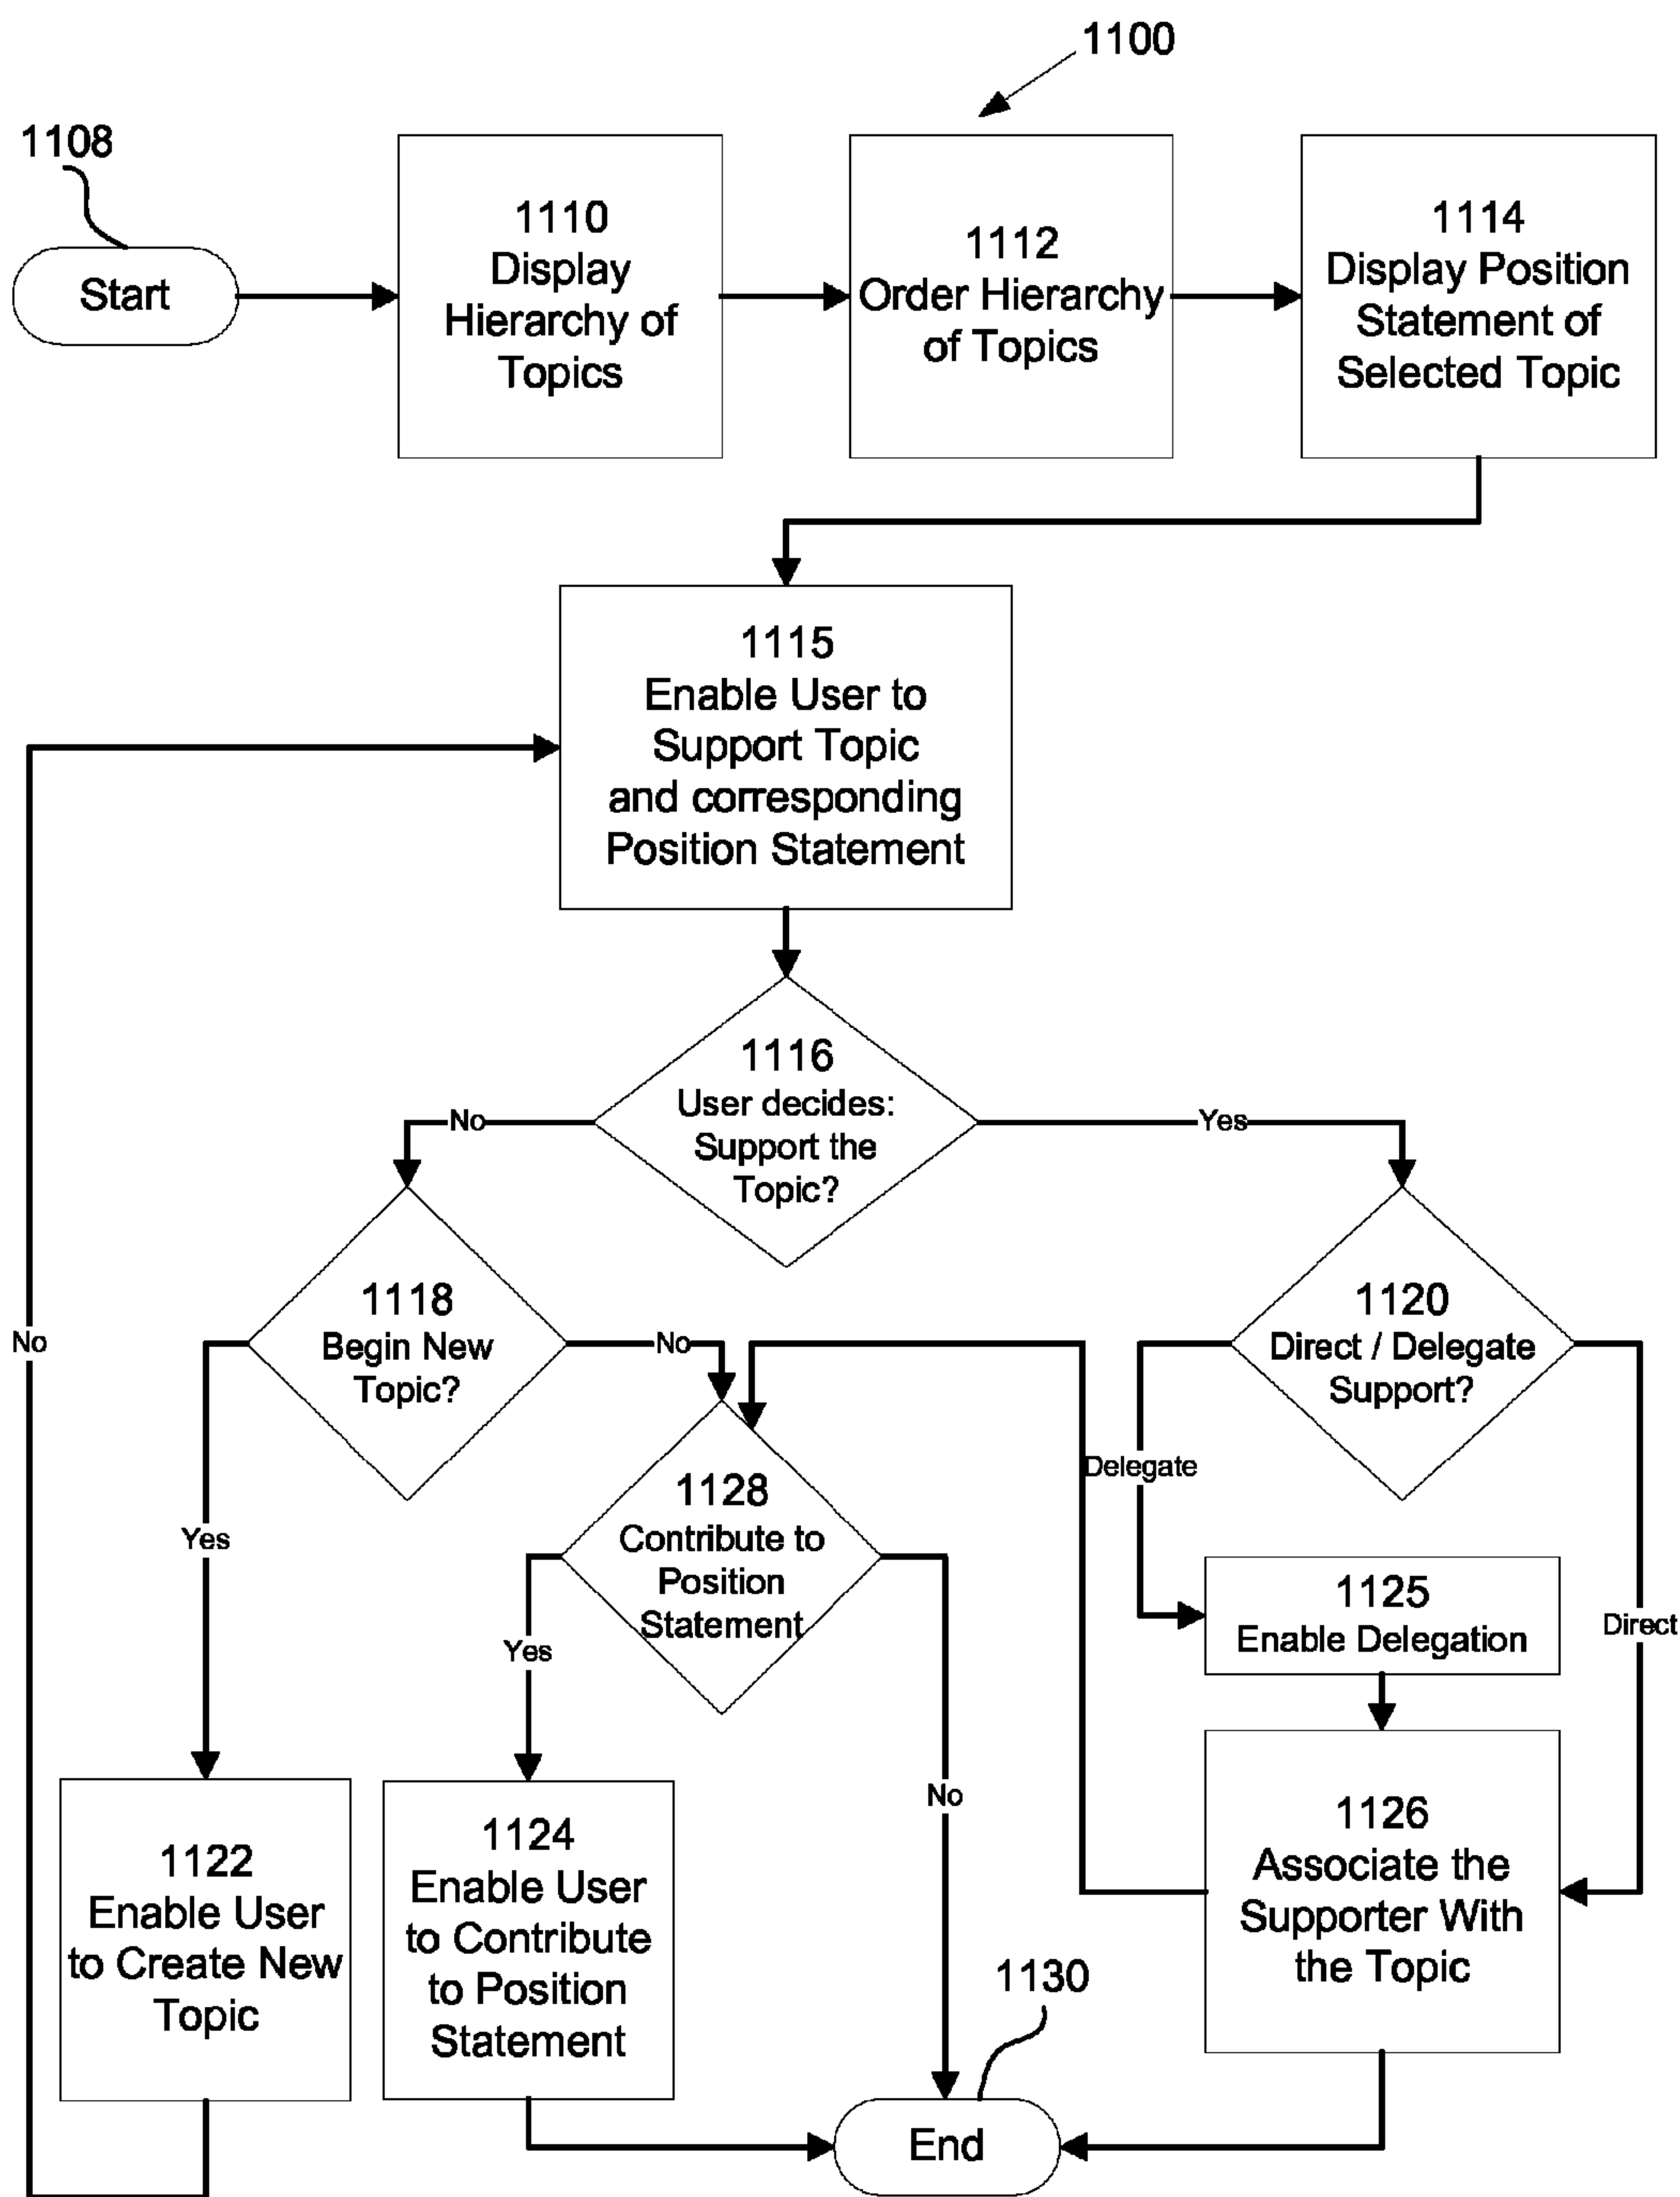 1100
1108
Start
1110
Display
Hierarchy of
Topics
1112
Order Hierarchy
of Topics
1114
Display Position
Statement of
Selected Topic
1115
Enable User to
Support Topic
and corresponding
Position Statement
1116
User decides:
Support the
Topic?
No
Yes
1118
Begin New
Topic?
No
No
1120
Direct / Delegate
Support?
Delegate
1128
Contribute to
Position
Statement
Yes
Yes
1125
Enable Delegation
Direct
No
1122
Enable User
to Create New
Topic
1124
Enable User
to Contribute
to Position
Statement
1126
Associate the
Supporter With
the Topic
1130
End